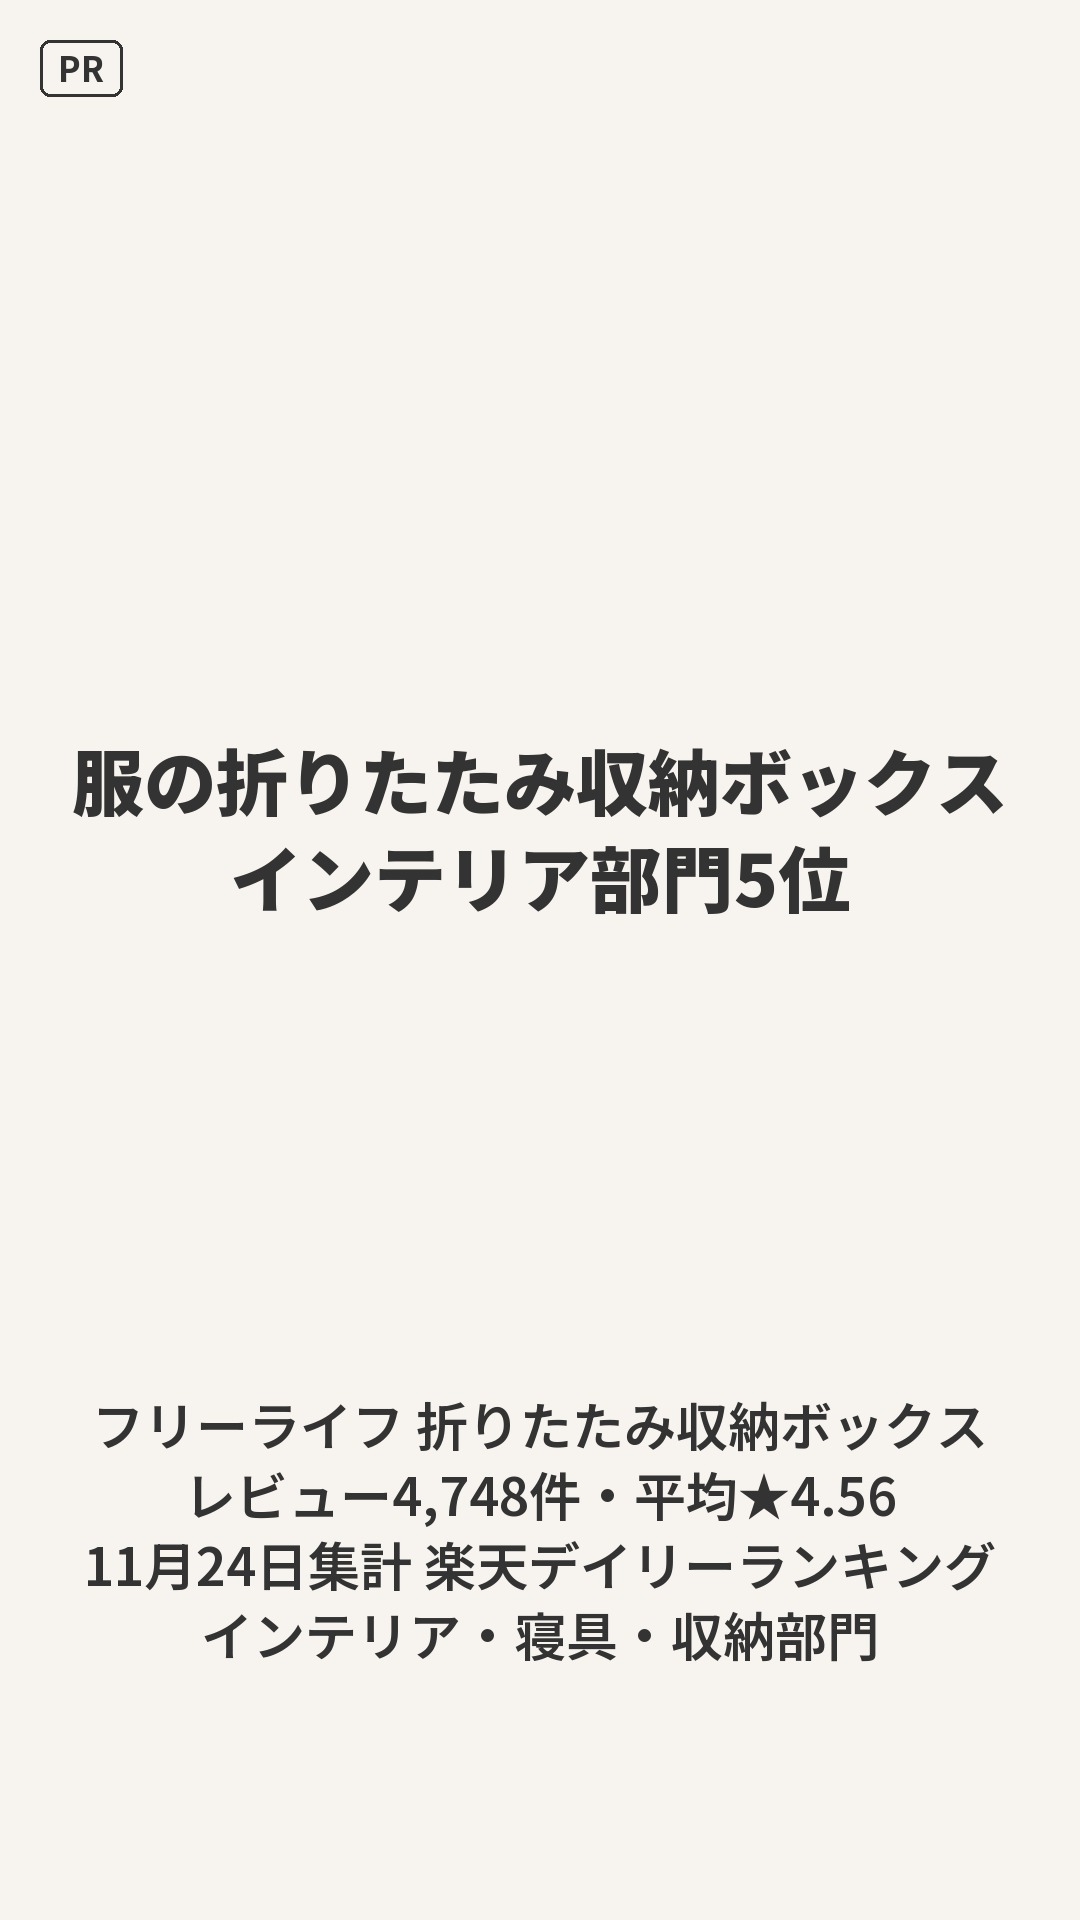 PR
服の折りたたみ収納ボックス
インテリア部門5位
フリーライフ 折りたたみ収納ボックス
レビュー4,748件・平均★4.56
11月24日集計 楽天デイリーランキング
インテリア・寝具・収納部門